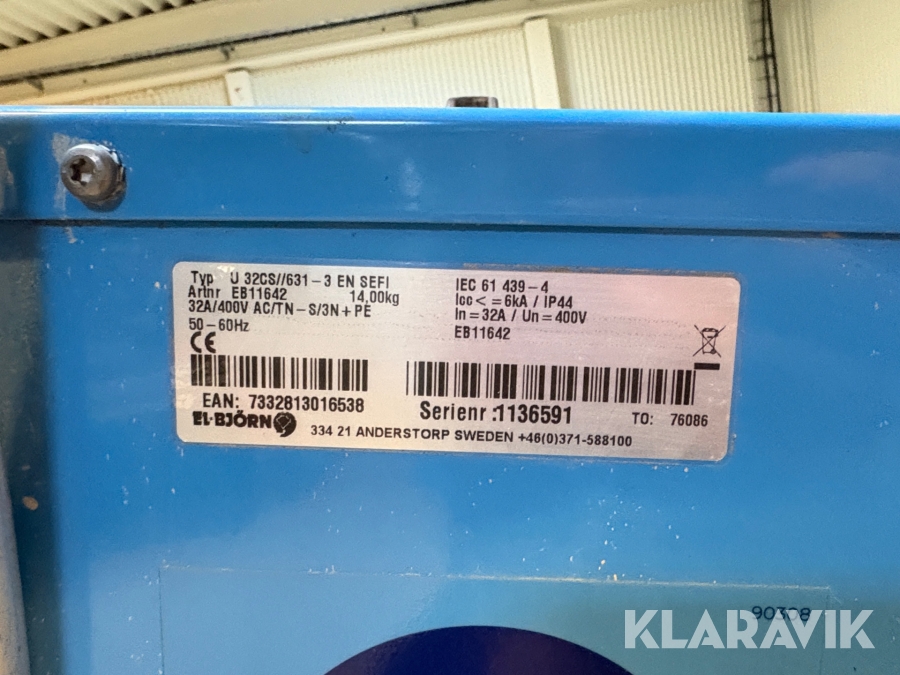 KLARAVIK
Typ U 32CS//631-3 EN SEFI
Artnr EB11642 14,00kg
32A/400V AC/TN-S/3N+PE
50-60Hz
CE
IEC 61 439-4
Icc<=6kA / IP44
In=32A / Un=400V
EB11642
EAN: 7332813016538
Serienr :1136591 TO: 76086
EL·BJÖRN
334 21 ANDERSTORP SWEDEN +46(0)371-588100
90308
KLARAVIK